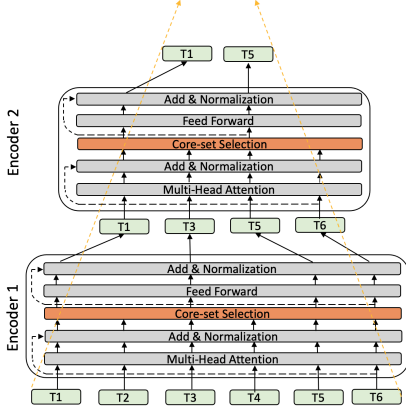 T1 T5
Encoder 2
Add & Normalization
Feed Forward
Core-set Selection
Add & Normalization
Multi-Head Attention
T1 T3 T5 T6
Encoder 1
Add & Normalization
Feed Forward
Core-set Selection
Add & Normalization
Multi-Head Attention
T1 T2 T3 T4 T5 T6